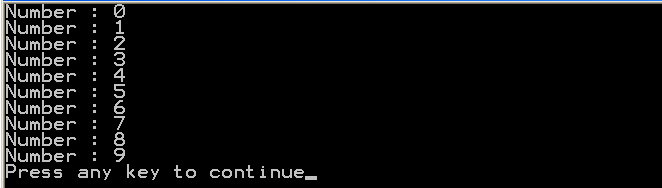 Number : 0
Number : 1
Number : 2
Number : 3
Number : 4
Number : 5
Number : 6
Number : 7
Number : 8
Number : 9
Press any key to continue_